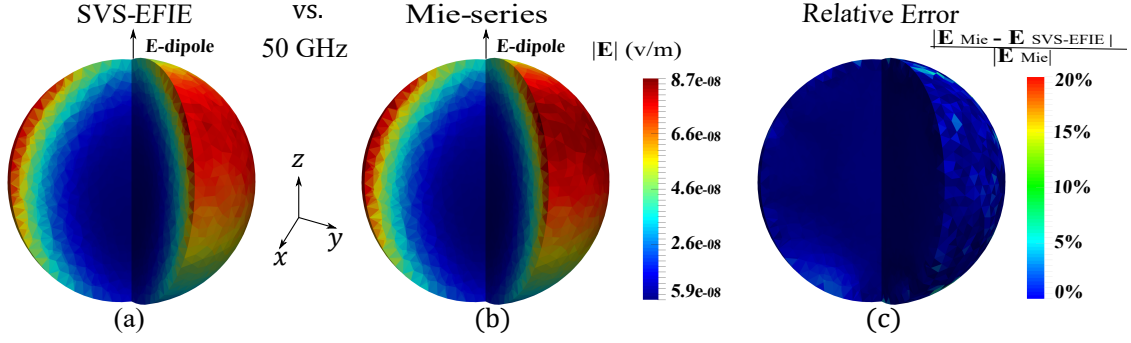 SVS-EFIE vs. Mie-series Relative Error
E-dipole 50 GHz E-dipole |E| (v/m) |E Mie - E SVS-EFIE|
|E Mie|
8.7e-08 20%
6.6e-08 15%
z
4.6e-08 10%
y
x
2.6e-08 5%
5.9e-08 0%
(a) (b) (c)